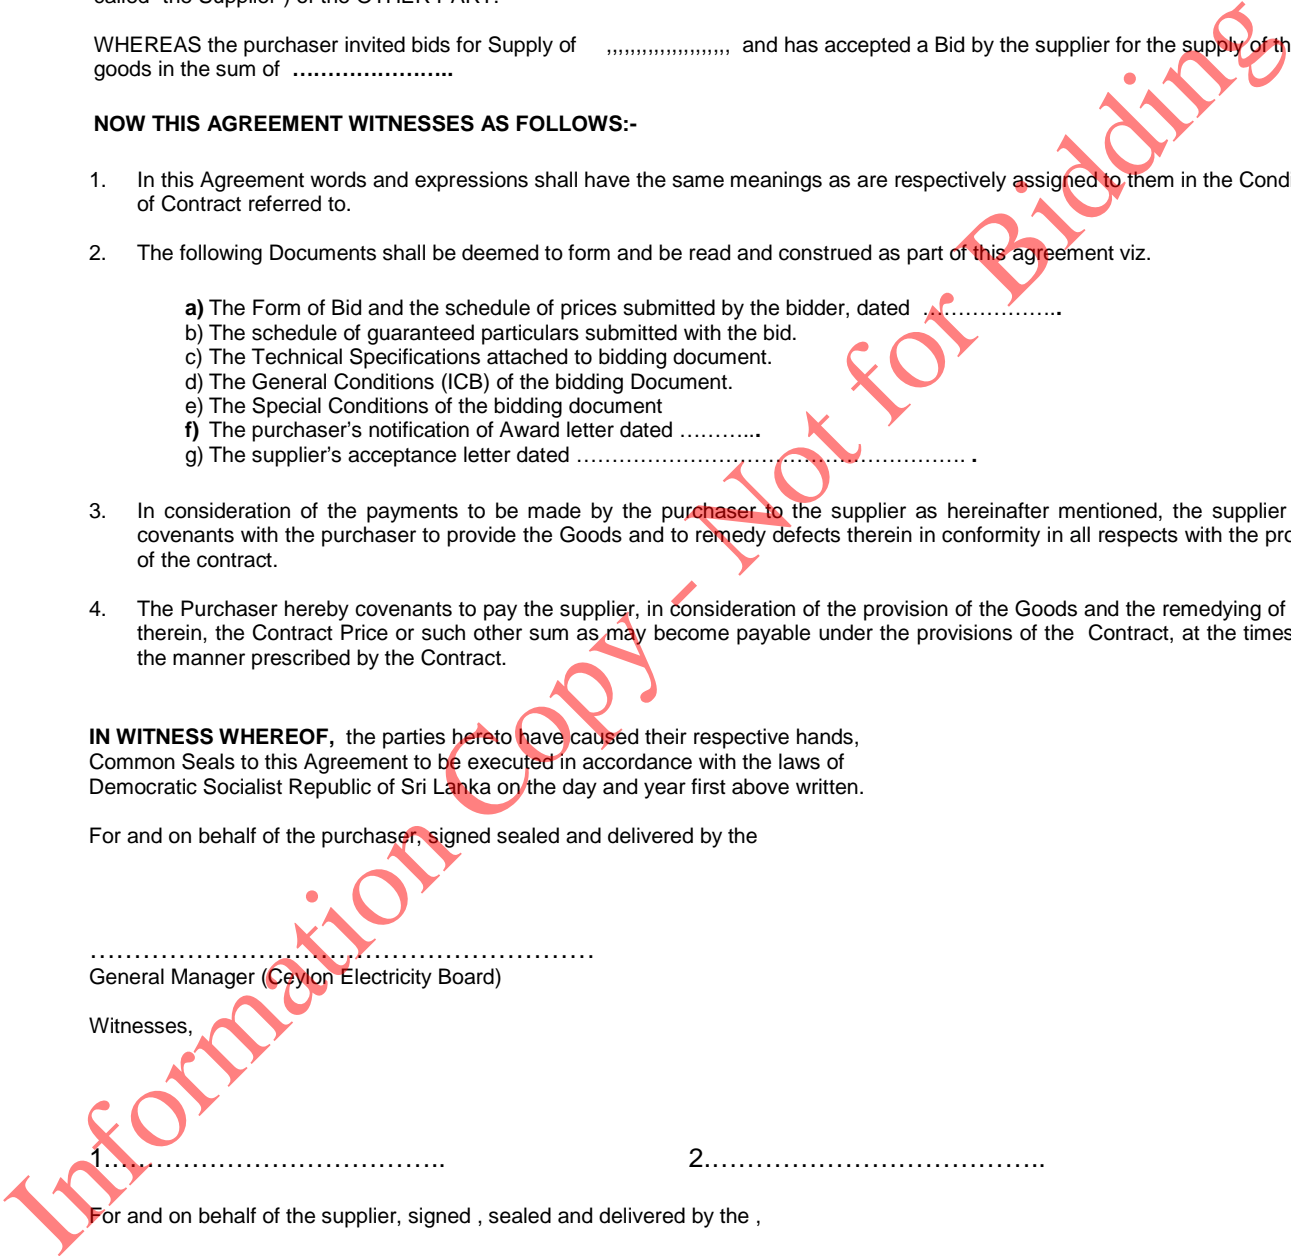 called "the Supplier") of the OTHER PART.
WHEREAS the purchaser invited bids for Supply of ,,,,,,,,,,,,,,,,,,,,, and has accepted a Bid by the supplier for the supply of th
goods in the sum of …………………..
NOW THIS AGREEMENT WITNESSES AS FOLLOWS:-
1. In this Agreement words and expressions shall have the same meanings as are respectively assigned to them in the Cond
of Contract referred to.
2. The following Documents shall be deemed to form and be read and construed as part of this agreement viz.
a) The Form of Bid and the schedule of prices submitted by the bidder, dated ………………..
b) The schedule of guaranteed particulars submitted with the bid.
c) The Technical Specifications attached to bidding document.
d) The General Conditions (ICB) of the bidding Document.
e) The Special Conditions of the bidding document
f) The purchaser's notification of Award letter dated ………...
g) The supplier's acceptance letter dated ………………………………………………. .
3. In consideration of the payments to be made by the purchaser to the supplier as hereinafter mentioned, the supplier
covenants with the purchaser to provide the Goods and to remedy defects therein in conformity in all respects with the pro
of the contract.
4. The Purchaser hereby covenants to pay the supplier, in consideration of the provision of the Goods and the remedying of
therein, the Contract Price or such other sum as may become payable under the provisions of the Contract, at the times
the manner prescribed by the Contract.
IN WITNESS WHEREOF, the parties hereto have caused their respective hands,
Common Seals to this Agreement to be executed in accordance with the laws of
Democratic Socialist Republic of Sri Lanka on the day and year first above written.
For and on behalf of the purchaser, signed sealed and delivered by the
…………………………………………………
General Manager (Ceylon Electricity Board)
Witnesses,
1.……………………………….. 2.………………………………..
For and on behalf of the supplier, signed , sealed and delivered by the ,
Information Copy - Not for Bidding